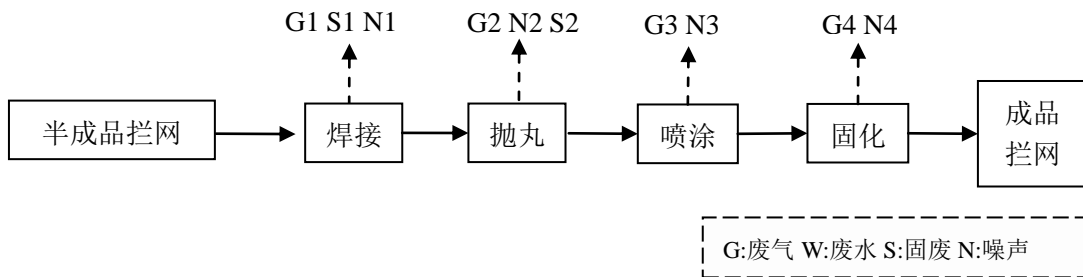 G1 S1 N1
G2 N2 S2
G3 N3
G4 N4
半成品拦网
焊接
抛丸
喷涂
固化
成品
拦网
G:废气 W:废水 S:固废 N:噪声